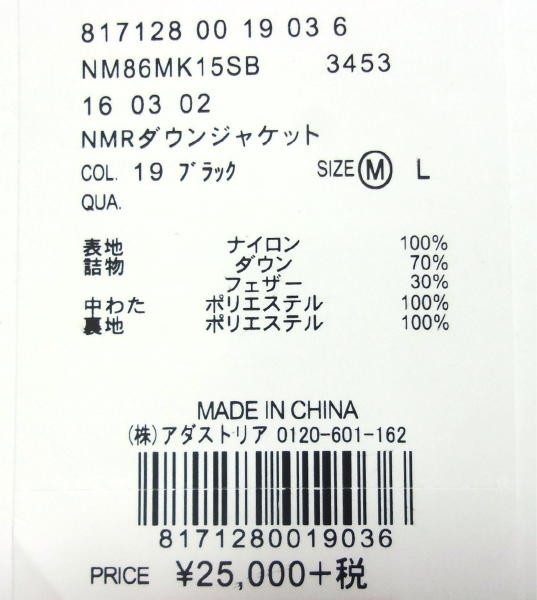 817128 00 19 03 6
NM86MK15SB 3453
16 03 02
NMRダウンジャケット
COL. 19 ブラック SIZE M L
QUA.
表地 ナイロン 100%
詰物 ダウン 70%
フェザー 30%
中わた ポリエステル 100%
裏地 ポリエステル 100%
MADE IN CHINA
(株)アダストリア 0120-601-162
8171280019036
PRICE ¥25,000+税